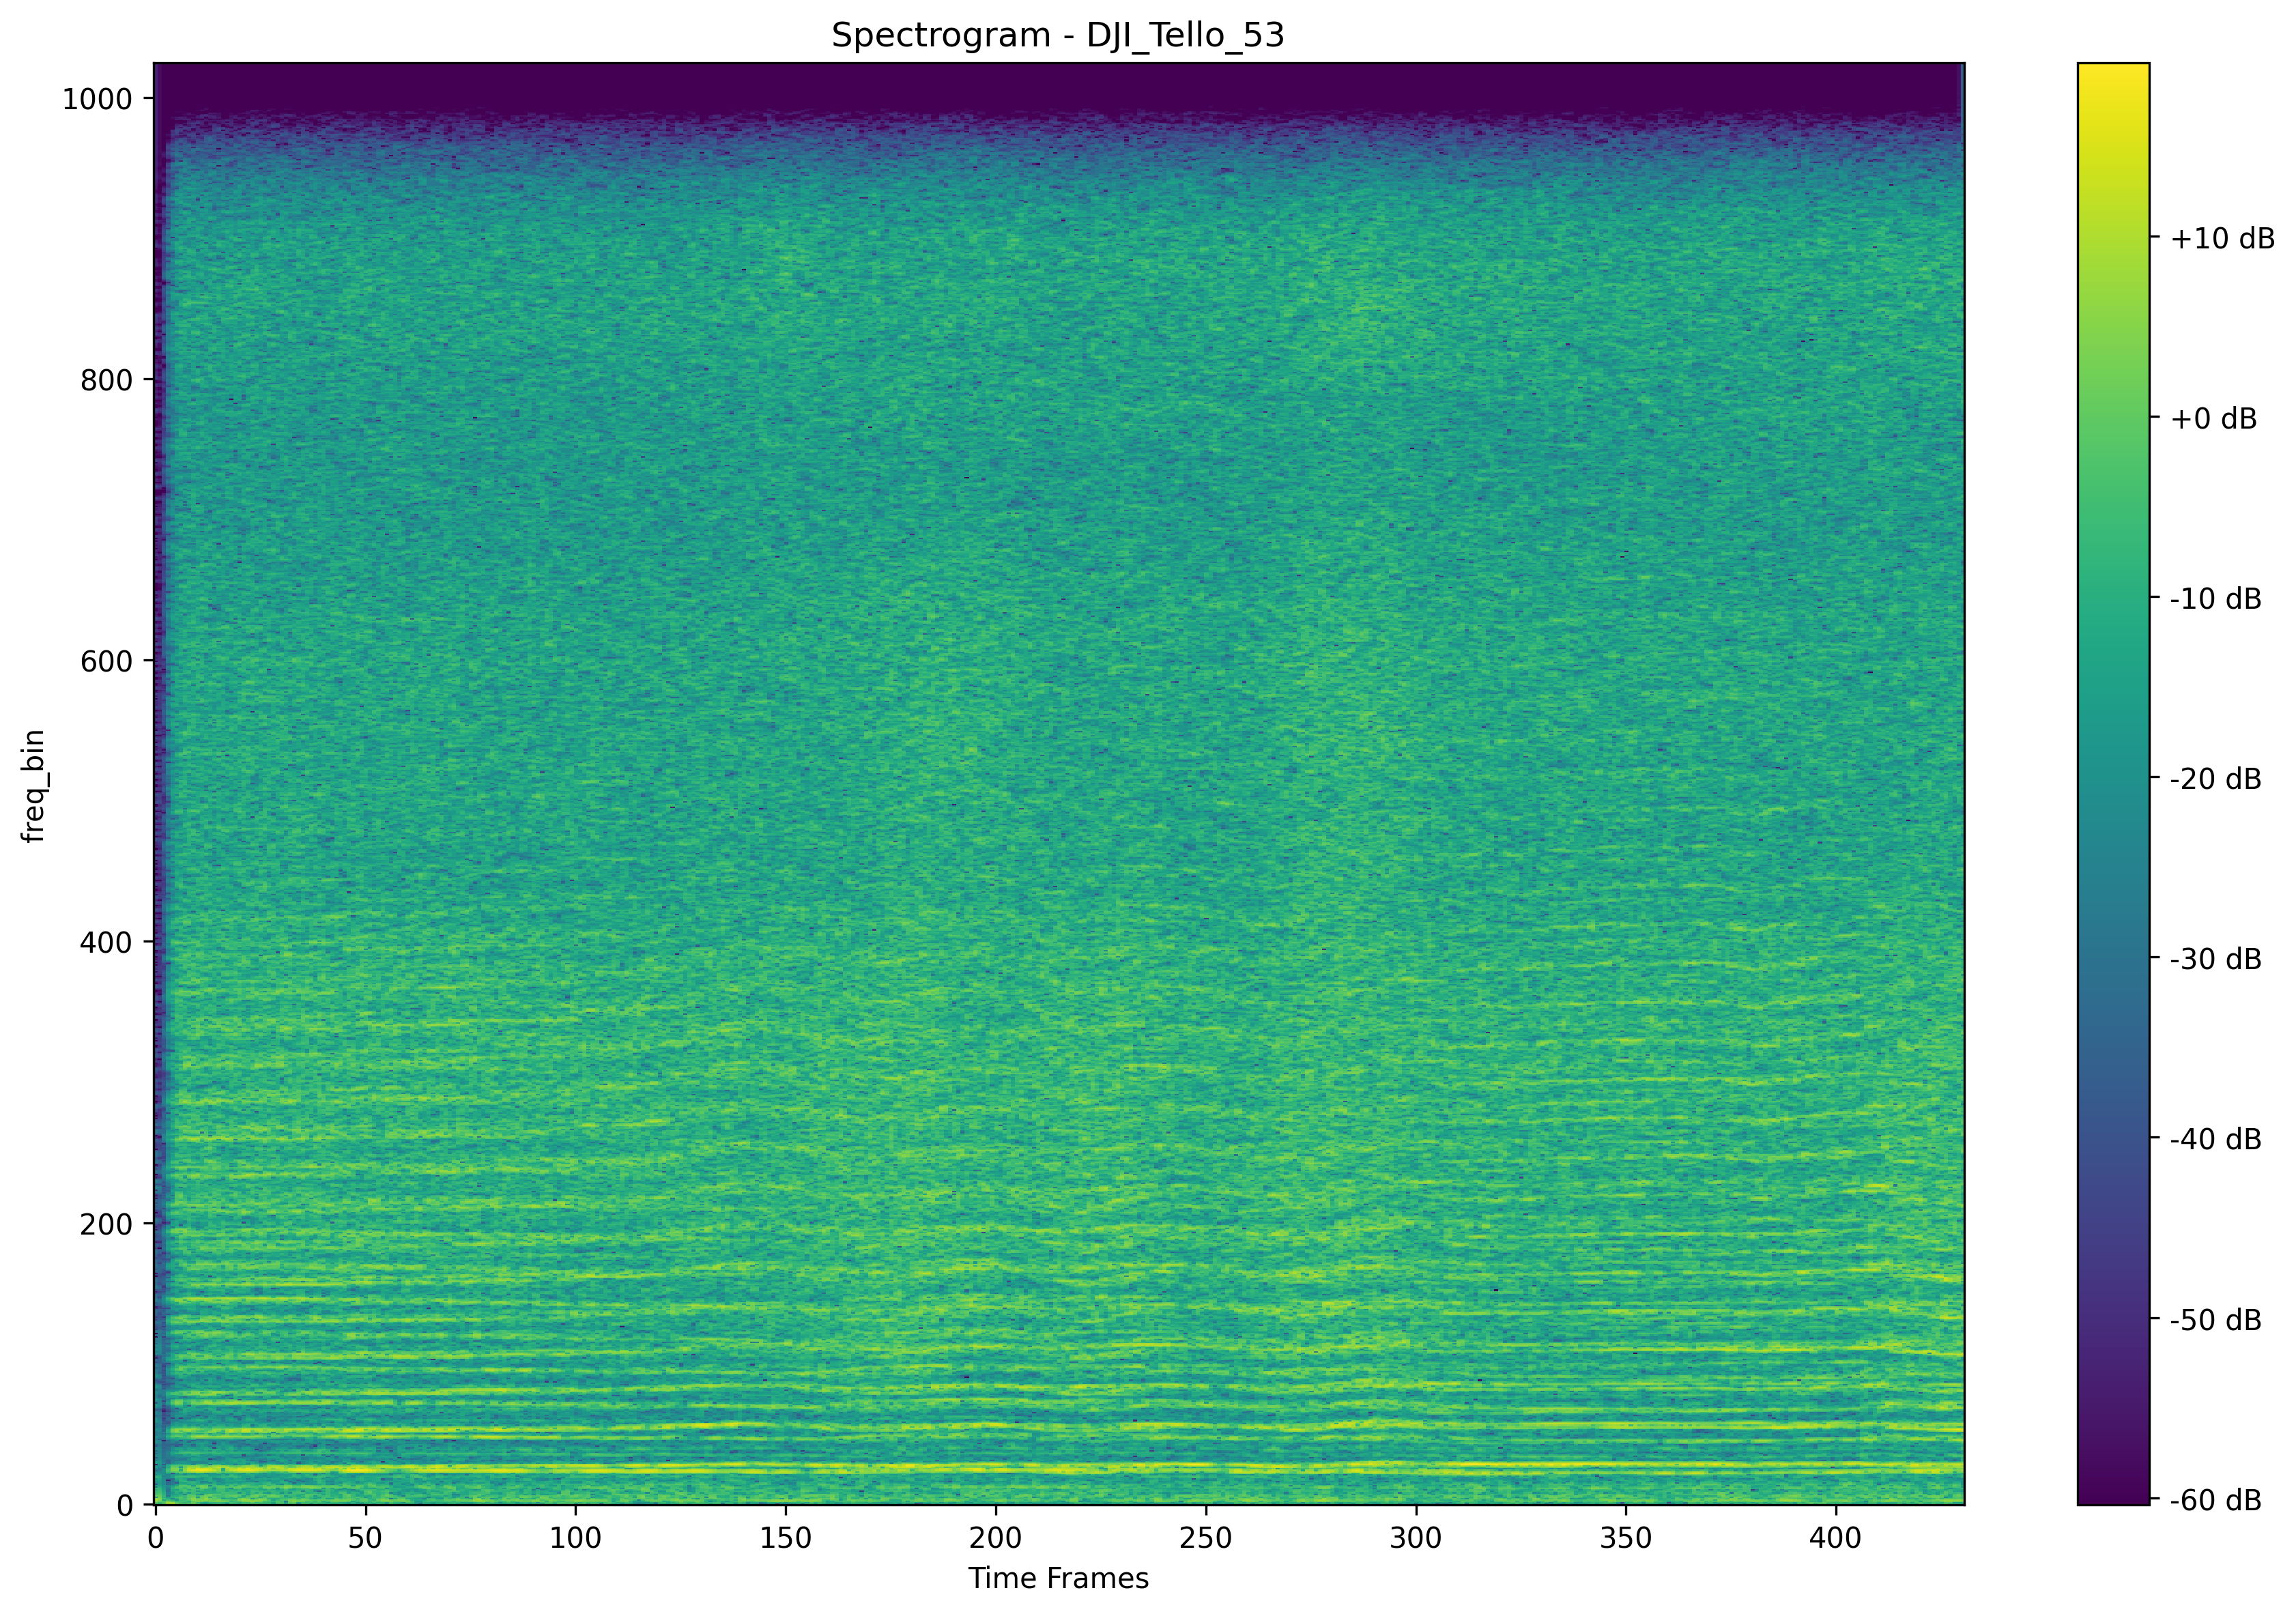 Spectrogram - DJI_Tello_53
1000
800
600
400
200
0
freq_bin
0 50 100 150 200 250 300 350 400
Time Frames
+10 dB
+0 dB
-10 dB
-20 dB
-30 dB
-40 dB
-50 dB
-60 dB